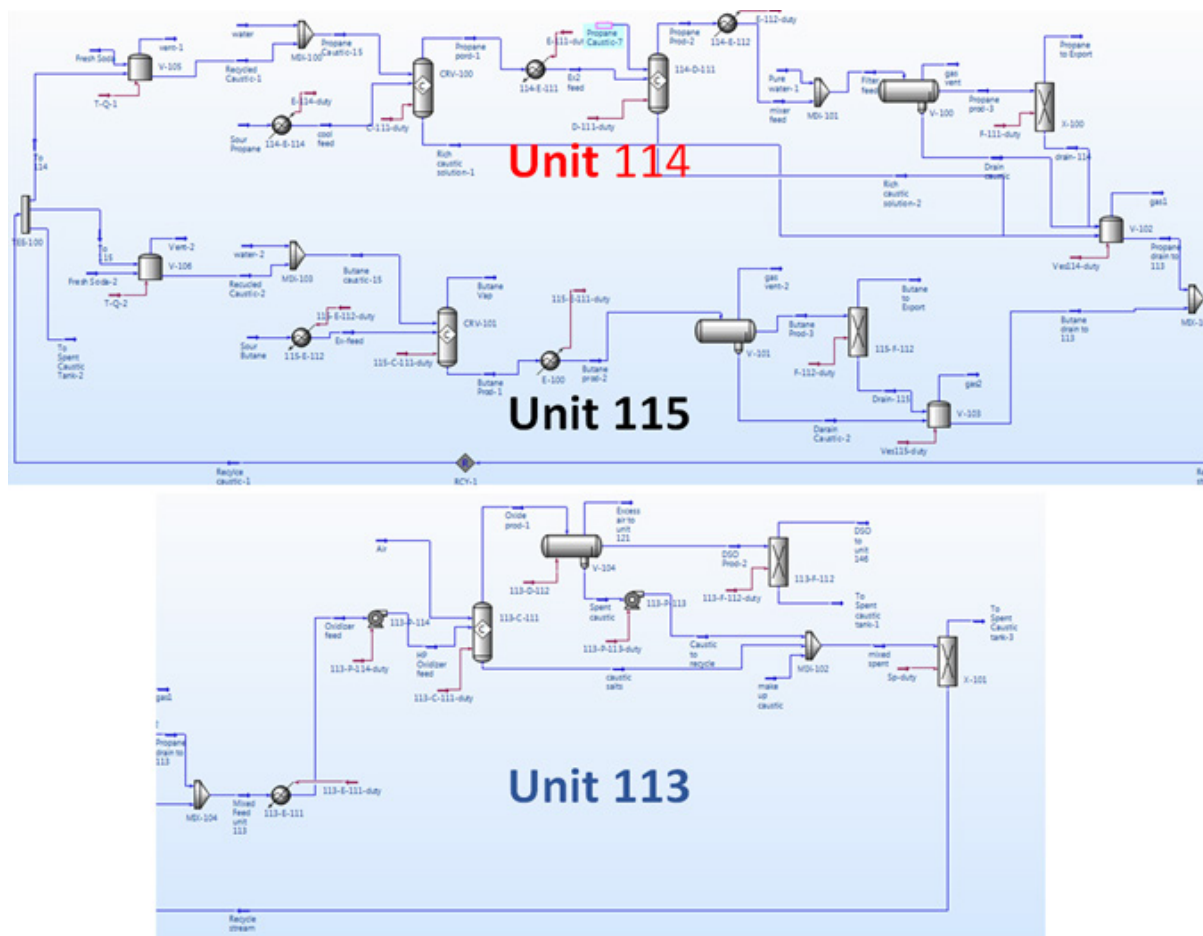 Fresh Soda
vent-1
V-105
T-Q-1
Recycled
Caustic-1
water
MIX-100
Propane
Caustic-15
E-114-duty
Sour
Propane
114-E-114
cool
feed
C-111-duty
CRV-100
Propane
pord-1
E-111-duty
114-E-111
Ex2
feed
Propane
Caustic-7
D-111-duty
114-D-111
Prop-2
E-112-duty
114-E-112
Pure
water-1
mixer
feed
MIX-101
Filter
feed
gas
vent
V-100
Propane
prod-3
F-111-duty
Propane
to Export
X-100
drain-114
Drain
caustic
Rich
caustic
solution-1
Rich
caustic
solution-2
Unit 114
gas1
V-102
Ves114-duty
Propane
drain to
113
To
114
TEE-100
To
115
Fresh Soda-2
Vent-2
V-106
T-Q-2
To
Spent
Caustic
Tank-2
water-2
MIX-103
Butane
caustic-15
115-E-112-duty
Sour
Butane
115-E-112
Ex-feed
115-C-111-duty
Butane
Vap
CRV-101
Butane
Prod-1
115-E-111-duty
E-100
Butane
prod-2
gas
vent-2
V-101
Butane
Prod-3
F-112-duty
Butane
to
Export
115-F-112
Drain-115
Darain
Caustic-2
gas2
V-103
Ves115-duty
Butane
drain to
113
Unit 115
Recylce
caustic-1
RCY-1
Air
Oxide
prod-1
Excess
air to
unit
121
113-D-112
V-104
DSO
Prod-2
DSO
to
unit
146
113-F-112-duty
113-F-112
To
Spent
caustic
tank-1
Spent
caustic
113-P-113
113-P-113-duty
Caustic
to
recycle
Oxidizer
feed
113-P-114
113-P-114-duty
HP
Oxidizer
feed
113-C-111
113-C-111-duty
caustic
salts
make
up
caustic
MIX-102
mixed
spent
Sp-duty
To
Spent
Caustic
tank-3
X-101
gas1
Propane
drain to
113
MIX-104
Mixed
Feed
unit
113
113-E-111
113-E-111-duty
Unit 113
Recycle
stream